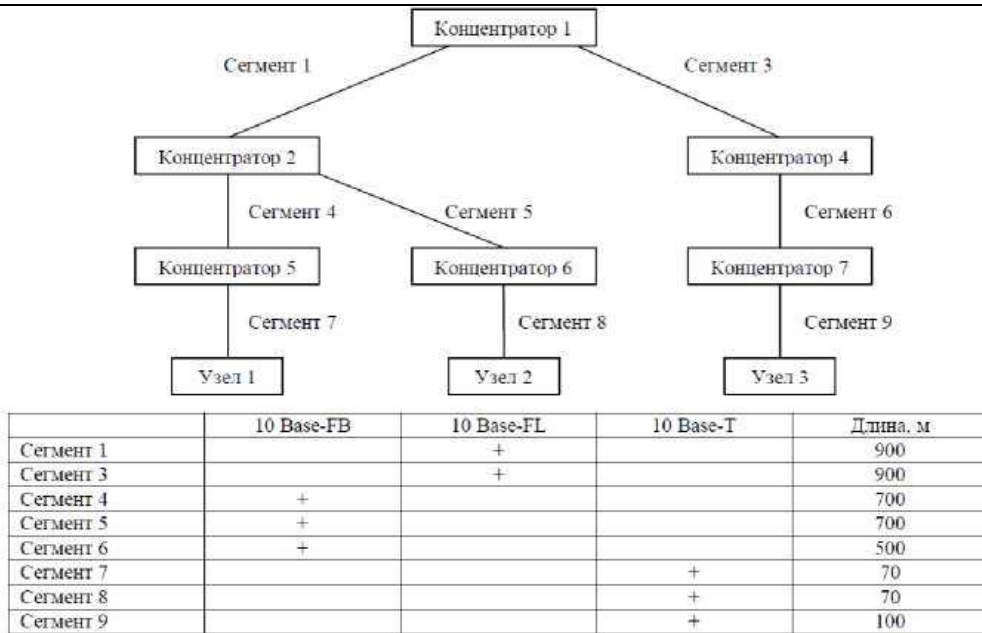 Концентратор 1
Сегмент 1
Сегмент 3
Концентратор 2
Концентратор 4
Сегмент 4
Сегмент 5
Сегмент 6
Концентратор 5
Концентратор 6
Концентратор 7
Сегмент 7
Сегмент 8
Сегмент 9
Узел 1
Узел 2
Узел 3
10 Base-FB 10 Base-FL 10 Base-T Длина, м
Сегмент 1 + 900
Сегмент 3 + 900
Сегмент 4 + 700
Сегмент 5 + 700
Сегмент 6 + 500
Сегмент 7 + 70
Сегмент 8 + 70
Сегмент 9 + 100